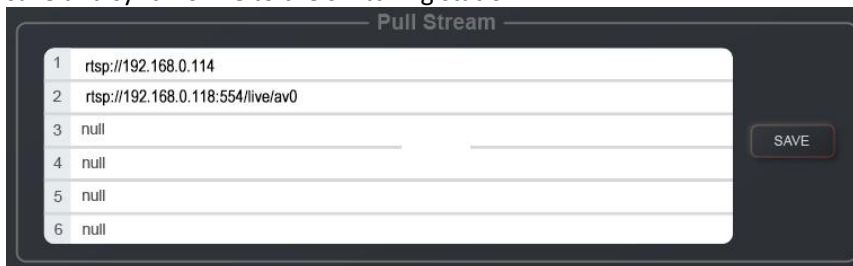 Pull Stream
1 rtsp://192.168.0.114
2 rtsp://192.168.0.118:554/live/av0
3 null
SAVE
4 null
5 null
6 null